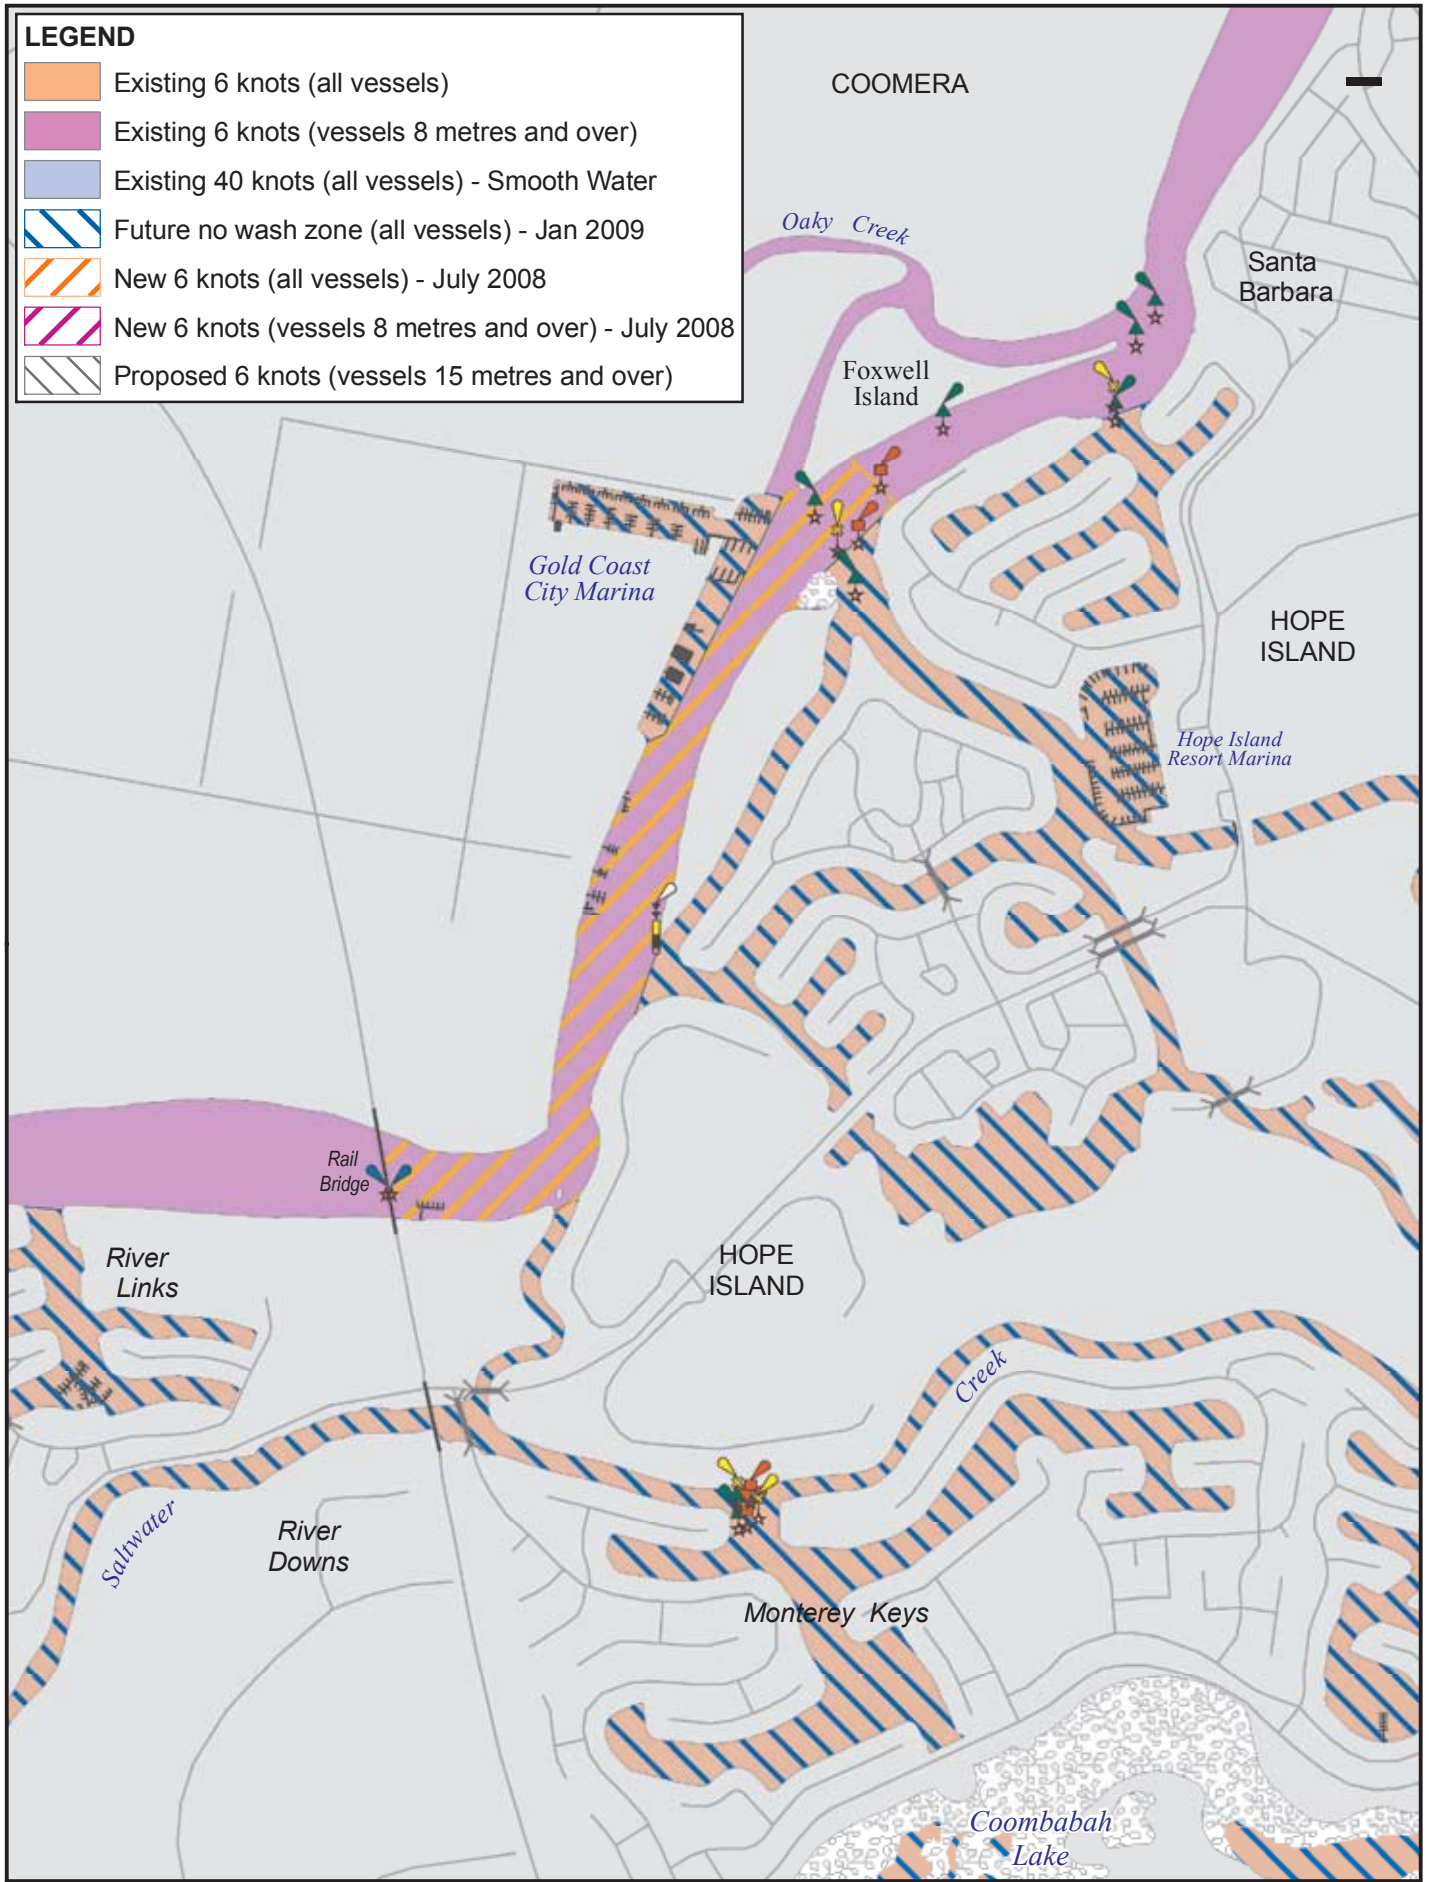 LEGEND
Existing 6 knots (all vessels)
Existing 6 knots (vessels 8 metres and over)
Existing 40 knots (all vessels) - Smooth Water
Future no wash zone (all vessels) - Jan 2009
New 6 knots (all vessels) - July 2008
New 6 knots (vessels 8 metres and over) - July 2008
Proposed 6 knots (vessels 15 metres and over)
COOMERA
Oaky Creek
Santa
Barbara
Foxwell
Island
Gold Coast
City Marina
HOPE
ISLAND
Hope Island
Resort Marina
Rail
Bridge
River
Links
HOPE
ISLAND
Creek
Saltwater
River
Downs
Monterey Keys
Coombabah
Lake